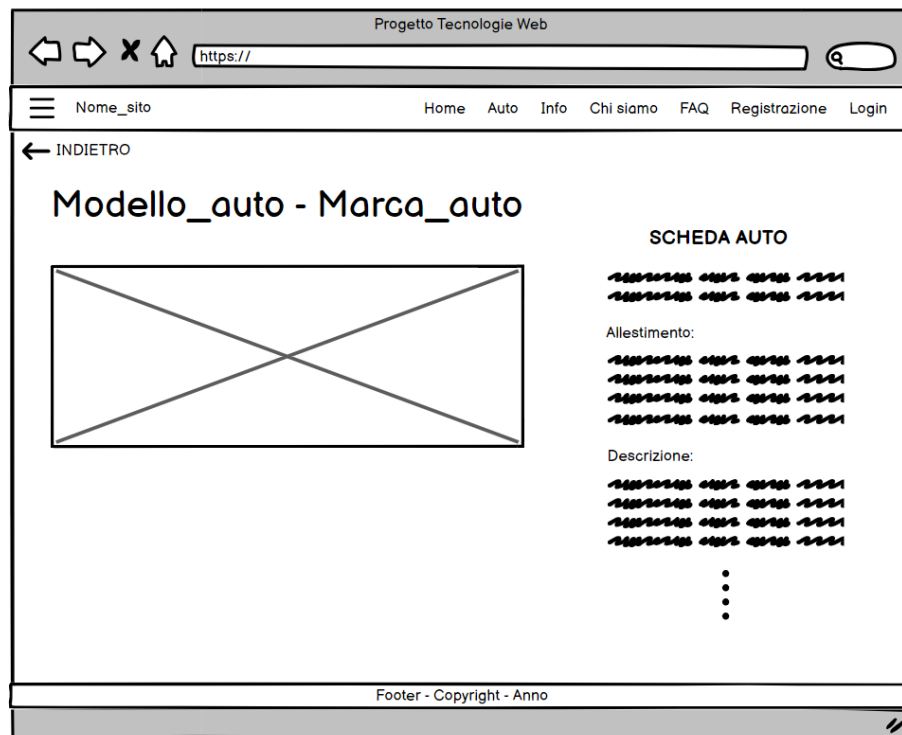 Progetto Tecnologie Web
https://
Nome_sito Home Auto Info Chi siamo FAQ Registrazione Login
INDIETRO
Modello_auto - Marca_auto
SCHEDA AUTO
Allestimento:
Descrizione:
Footer - Copyright - Anno